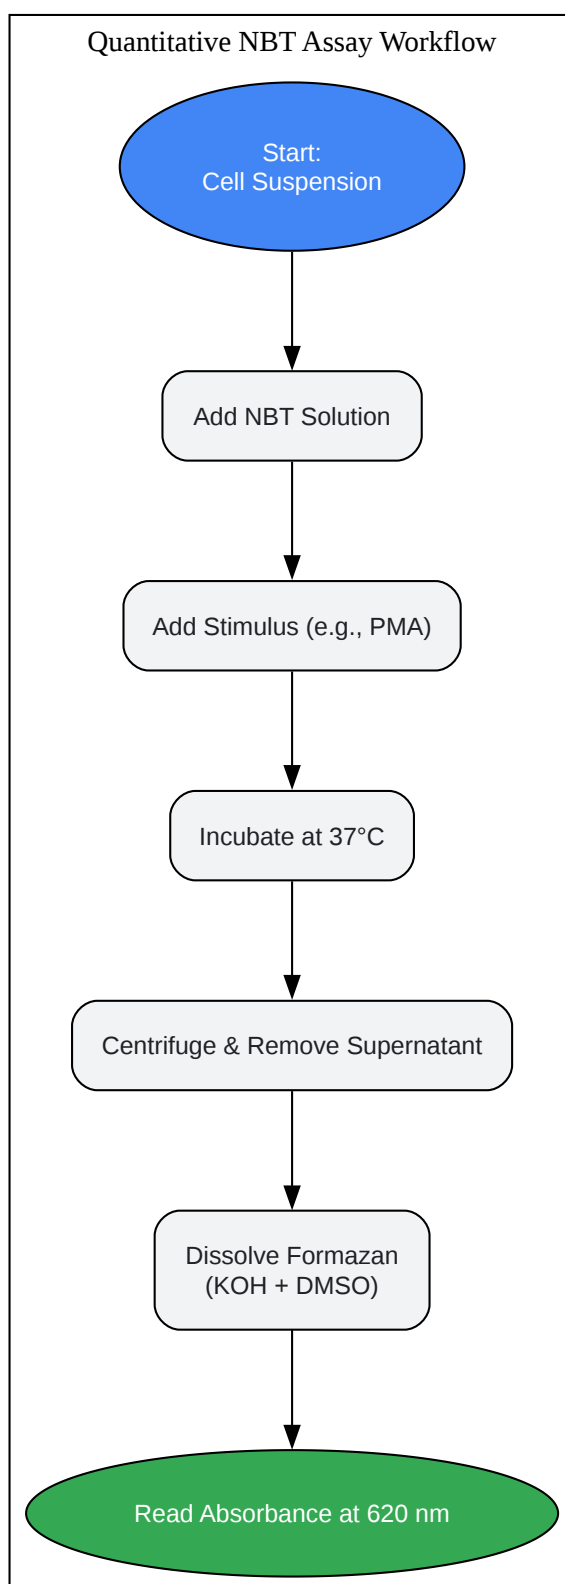 Quantitative NBT Assay Workflow
Start:
Cell Suspension
Add NBT Solution
Add Stimulus (e.g., PMA)
Incubate at 37°C
Centrifuge & Remove Supernatant
Dissolve Formazan
(KOH + DMSO)
Read Absorbance at 620 nm